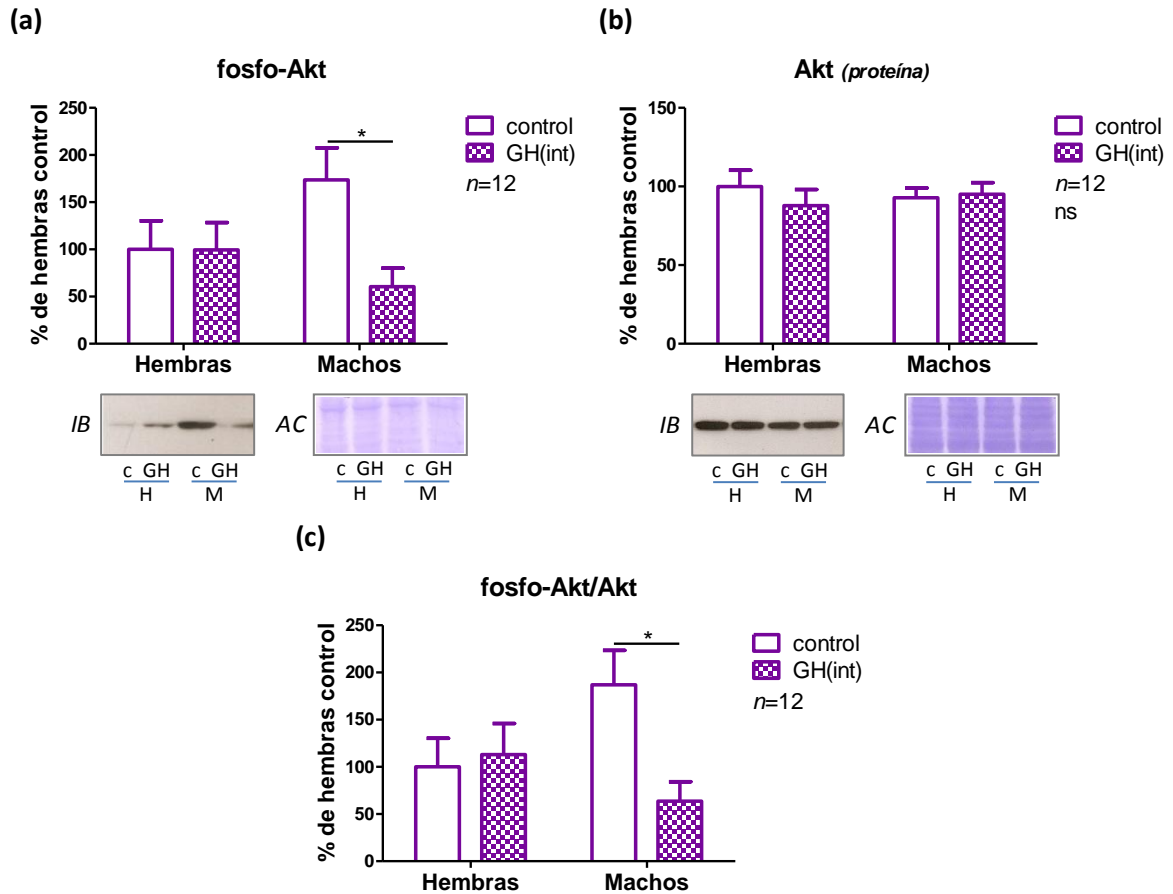 (a)
fosfo-Akt
% de hembras control
250
200
150
100
50
0
*
Hembras Machos
control
GH(int)
n=12
IB
c GH c GH
H M
AC
c GH c GH
H M
(b)
Akt (proteína)
% de hembras control
150
100
50
0
Hembras Machos
control
GH(int)
n=12
ns
IB
c GH c GH
H M
AC
c GH c GH
H M
(c)
fosfo-Akt/Akt
% de hembras control
250
200
150
100
50
0
*
Hembras Machos
control
GH(int)
n=12